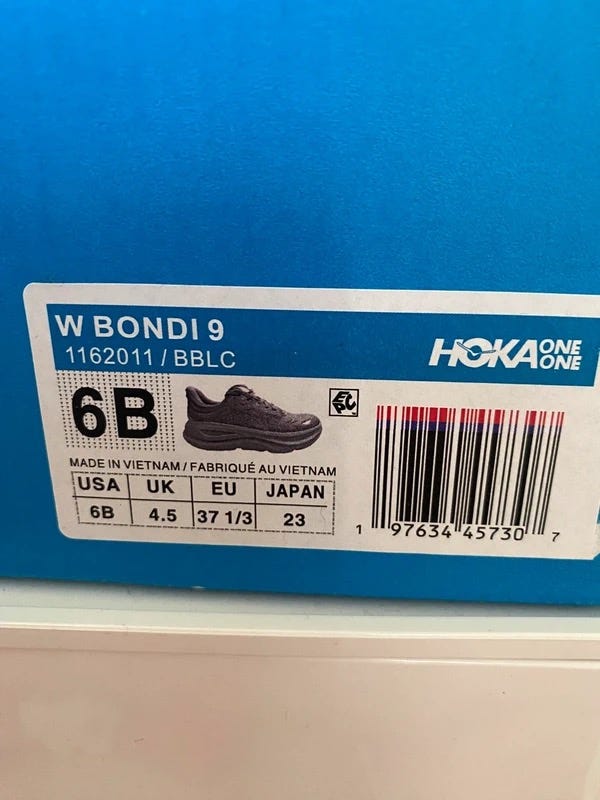 W BONDI 9
1162011 / BBLC
HOKA ONE ONE
6B
MADE IN VIETNAM / FABRIQUÉ AU VIETNAM
USA UK EU JAPAN
6B 4.5 37 1/3 23
1 97634 45730 7